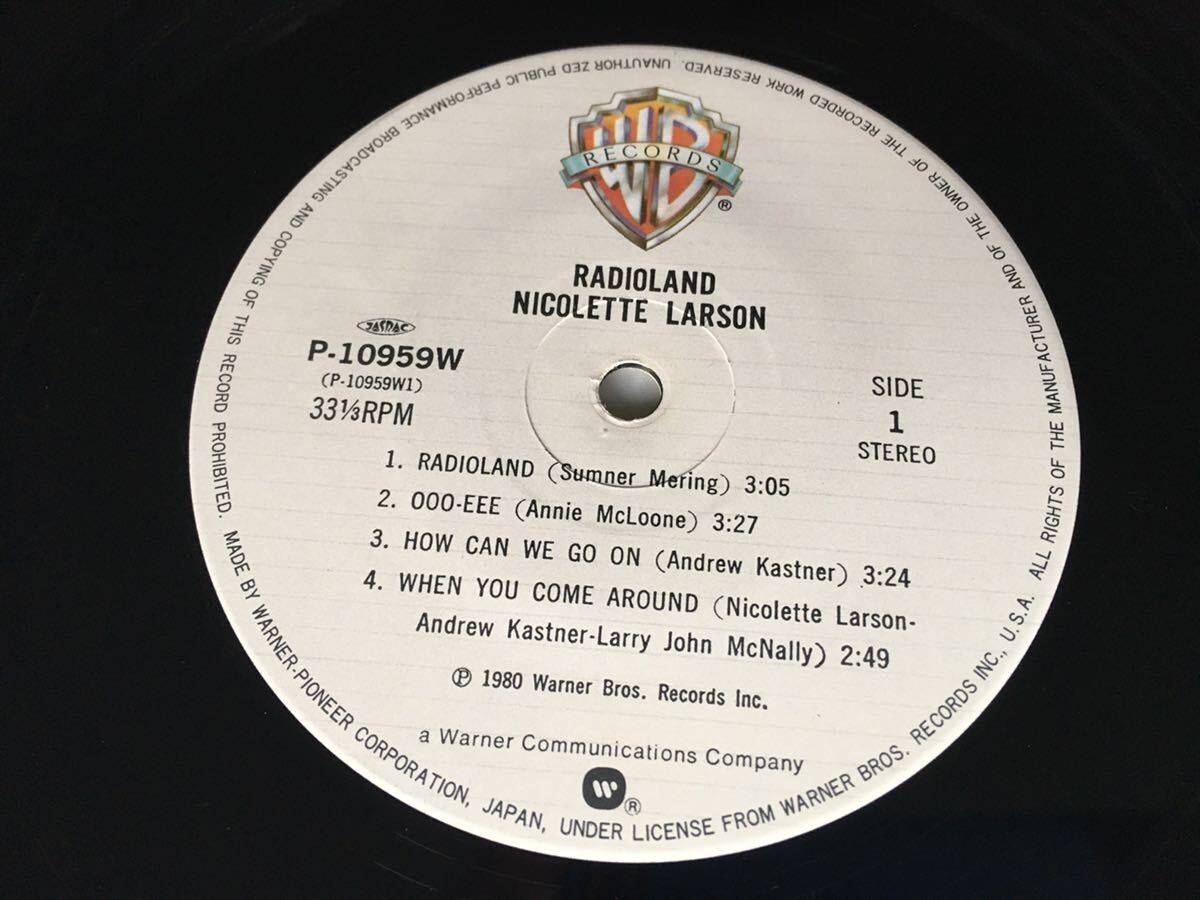 WB
RECORDS
®
RADIOLAND
NICOLETTE LARSON
JASRAC
P-10959W
(P-10959W1)
33⅓RPM
SIDE
1
STEREO
1. RADIOLAND (Sumner Mering) 3:05
2. OOO-EEE (Annie McLoone) 3:27
3. HOW CAN WE GO ON (Andrew Kastner) 3:24
4. WHEN YOU COME AROUND (Nicolette Larson-
Andrew Kastner-Larry John McNally) 2:49
Ⓟ 1980 Warner Bros. Records Inc.
a Warner Communications Company
®
MADE BY WARNER-PIONEER CORPORATION, JAPAN, UNDER LICENSE FROM WARNER BROS. RECORDS INC., U.S.A. ALL RIGHTS OF THE MANUFACTURER AND OF THE OWNER OF THE RECORDED WORK RESERVED. UNAUTHOR ZED PUBLIC PERFORMANCE BROADCASTING AND COPYING OF THIS RECORD PROHIBITED.